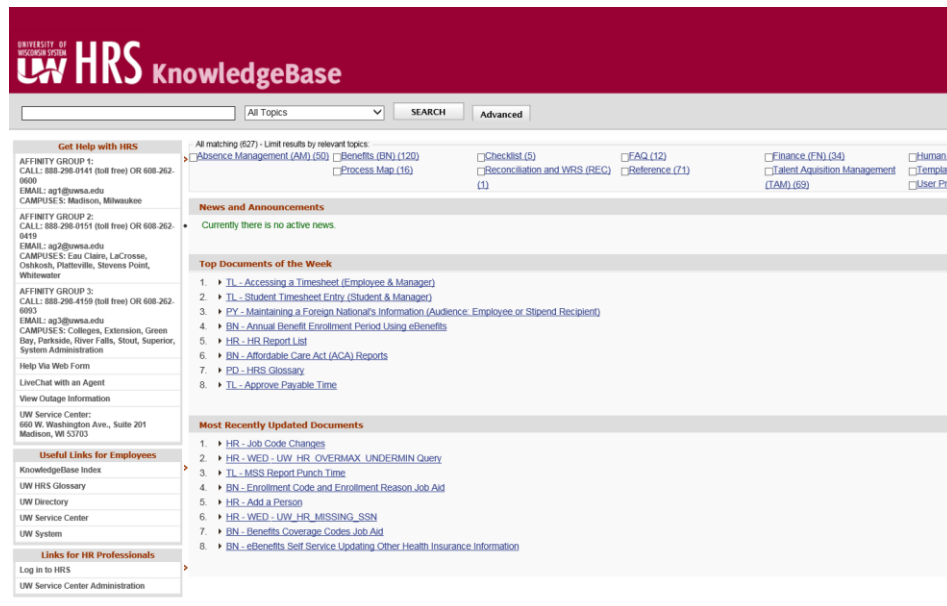 UNIVERSITY OF
WISCONSIN SYSTEM
UW HRS KnowledgeBase
All Topics
SEARCH
Advanced
Get Help with HRS
AFFINITY GROUP 1:
CALL: 888-298-0141 (toll free) OR 608-262-
0600
EMAIL: ag1@uwsa.edu
CAMPUSES: Madison, Milwaukee
AFFINITY GROUP 2:
CALL: 888-298-0151 (toll free) OR 608-262-
0419
EMAIL: ag2@uwsa.edu
CAMPUSES: Eau Claire, LaCrosse,
Oshkosh, Platteville, Stevens Point,
Whitewater
AFFINITY GROUP 3:
CALL: 888-298-4159 (toll free) OR 608-262-
6093
EMAIL: ag3@uwsa.edu
CAMPUSES: Colleges, Extension, Green
Bay, Parkside, River Falls, Stout, Superior,
System Administration
Help Via Web Form
LiveChat with an Agent
View Outage Information
UW Service Center:
660 W. Washington Ave., Suite 201
Madison, WI 53703
Useful Links for Employees
KnowledgeBase Index
UW HRS Glossary
UW Directory
UW Service Center
UW System
Links for HR Professionals
Log in to HRS
UW Service Center Administration
All matching (627) - Limit results by relevant topics:
Absence Management (AM) (50) Benefits (BN) (120) Checklist (5) FAQ (12) Finance (FN) (34) Human
Process Map (16) Reconciliation and WRS (REC) Reference (71) Talent Aquisition Management Templa
(1) (TAM) (69) User Pr
News and Announcements
Currently there is no active news.
Top Documents of the Week
1. TL - Accessing a Timesheet (Employee & Manager)
2. TL - Student Timesheet Entry (Student & Manager)
3. PY - Maintaining a Foreign National's Information (Audience: Employee or Stipend Recipient)
4. BN - Annual Benefit Enrollment Period Using eBenefits
5. HR - HR Report List
6. BN - Affordable Care Act (ACA) Reports
7. PD - HRS Glossary
8. TL - Approve Payable Time
Most Recently Updated Documents
1. HR - Job Code Changes
2. HR - WED - UW_HR_OVERMAX_UNDERMIN Query
3. TL - MSS Report Punch Time
4. BN - Enrollment Code and Enrollment Reason Job Aid
5. HR - Add a Person
6. HR - WED - UW_HR_MISSING_SSN
7. BN - Benefits Coverage Codes Job Aid
8. BN - eBenefits Self Service Updating Other Health Insurance Information